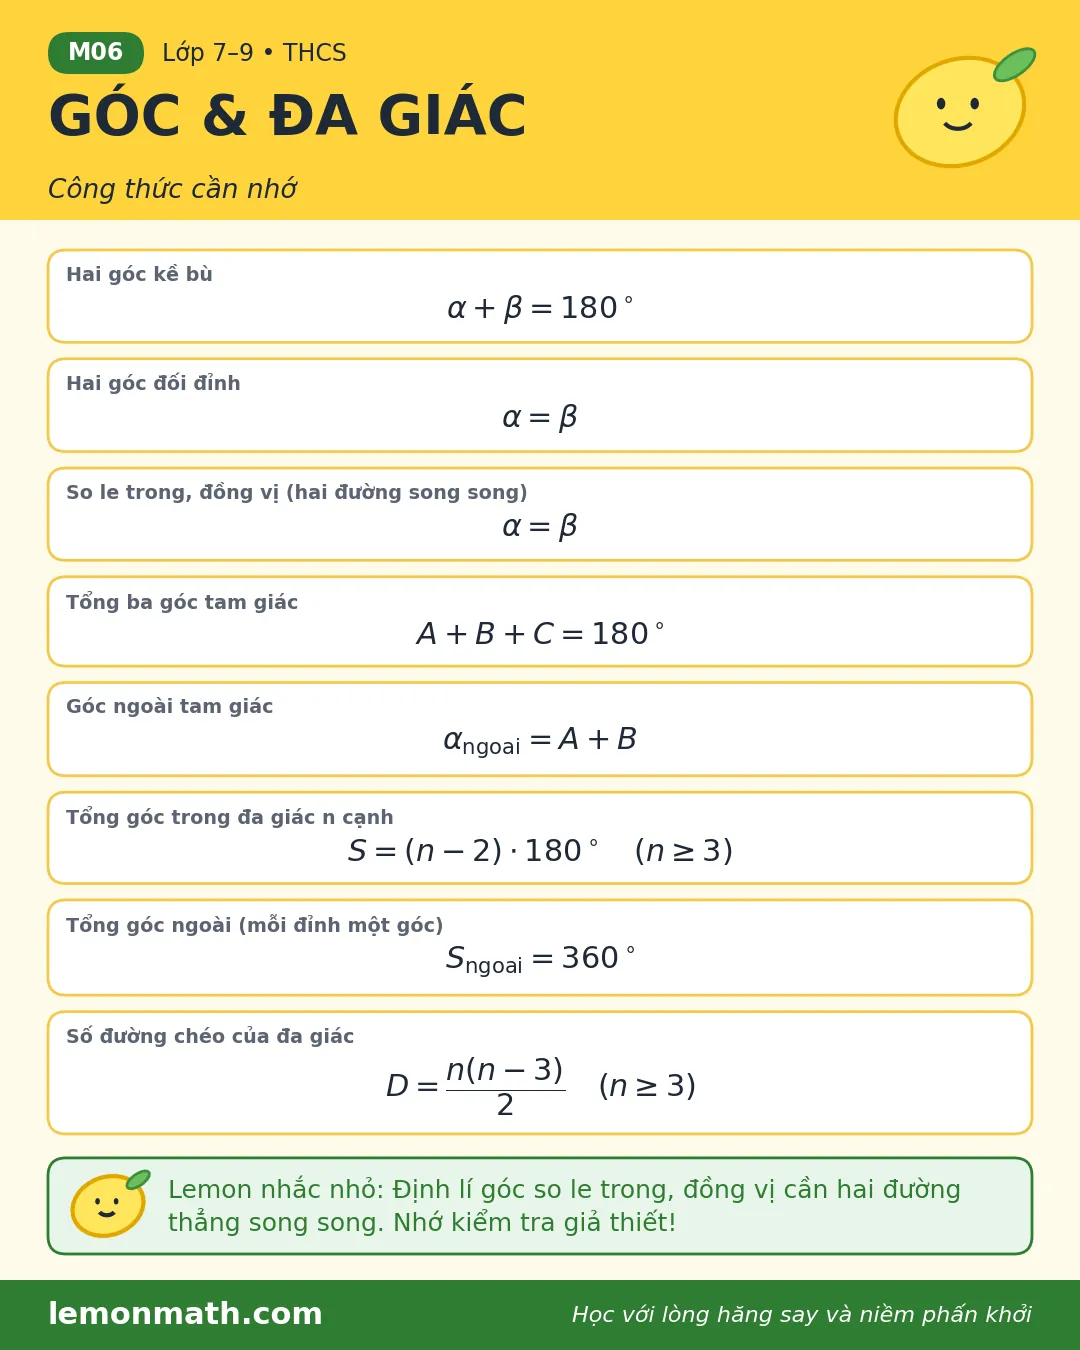 M06 Lớp 7–9 • THCS
GÓC & ĐA GIÁC
Công thức cần nhớ
Hai góc kề bù
α + β = 180°
Hai góc đối đỉnh
α = β
So le trong, đồng vị (hai đường song song)
α = β
Tổng ba góc tam giác
A + B + C = 180°
Góc ngoài tam giác
α_ngoai = A + B
Tổng góc trong đa giác n cạnh
S = (n − 2) · 180° (n ≥ 3)
Tổng góc ngoài (mỗi đỉnh một góc)
S_ngoai = 360°
Số đường chéo của đa giác
D = n(n − 3)/2 (n ≥ 3)
Lemon nhắc nhỏ: Định lí góc so le trong, đồng vị cần hai đường
thẳng song song. Nhớ kiểm tra giả thiết!
lemonmath.com
Học với lòng hăng say và niềm phấn khởi